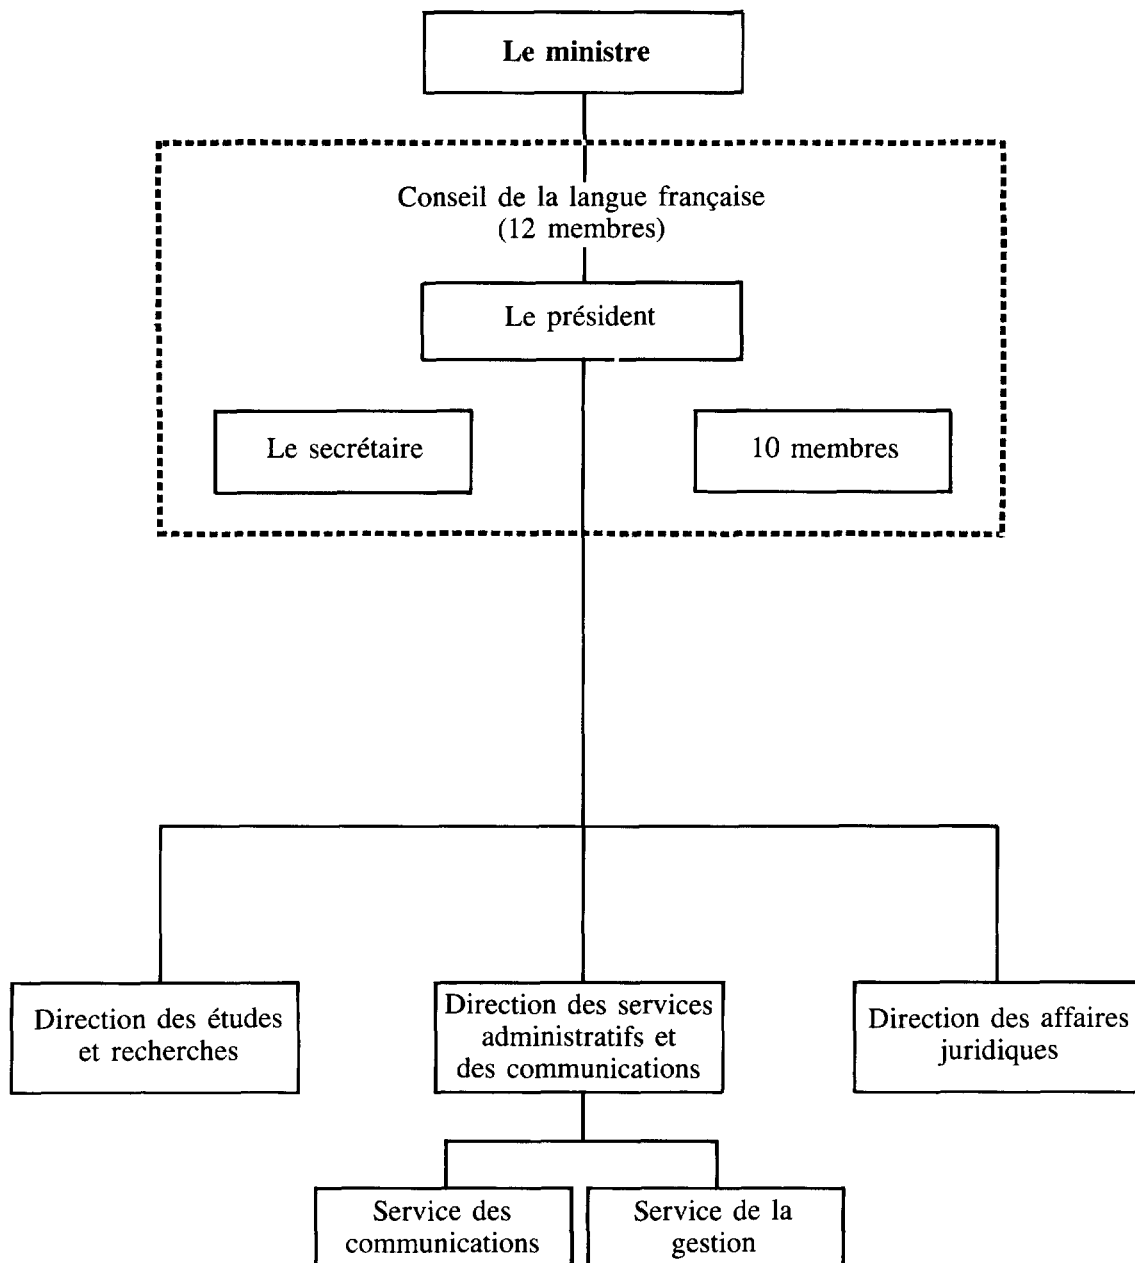 Le ministre
Conseil de la langue française
(12 membres)
Le président
Le secrétaire
10 membres
Direction des études
et recherches
Direction des services
administratifs et
des communications
Direction des affaires
juridiques
Service des
communications
Service de la
gestion